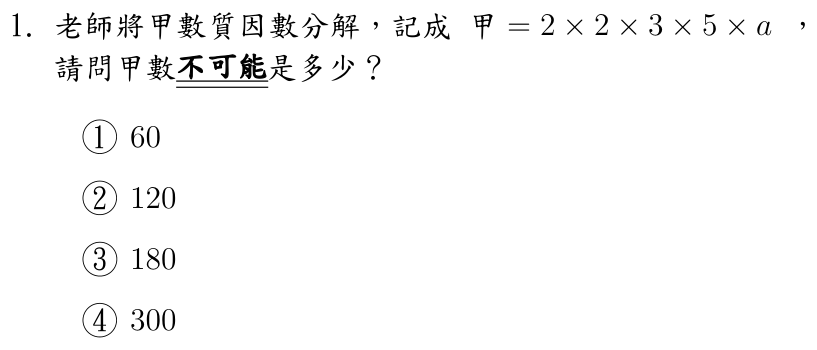 1. 老師將甲數質因數分解，記成 甲 = 2 × 2 × 3 × 5 × a ，
請問甲數不可能是多少？
① 60
② 120
③ 180
④ 300